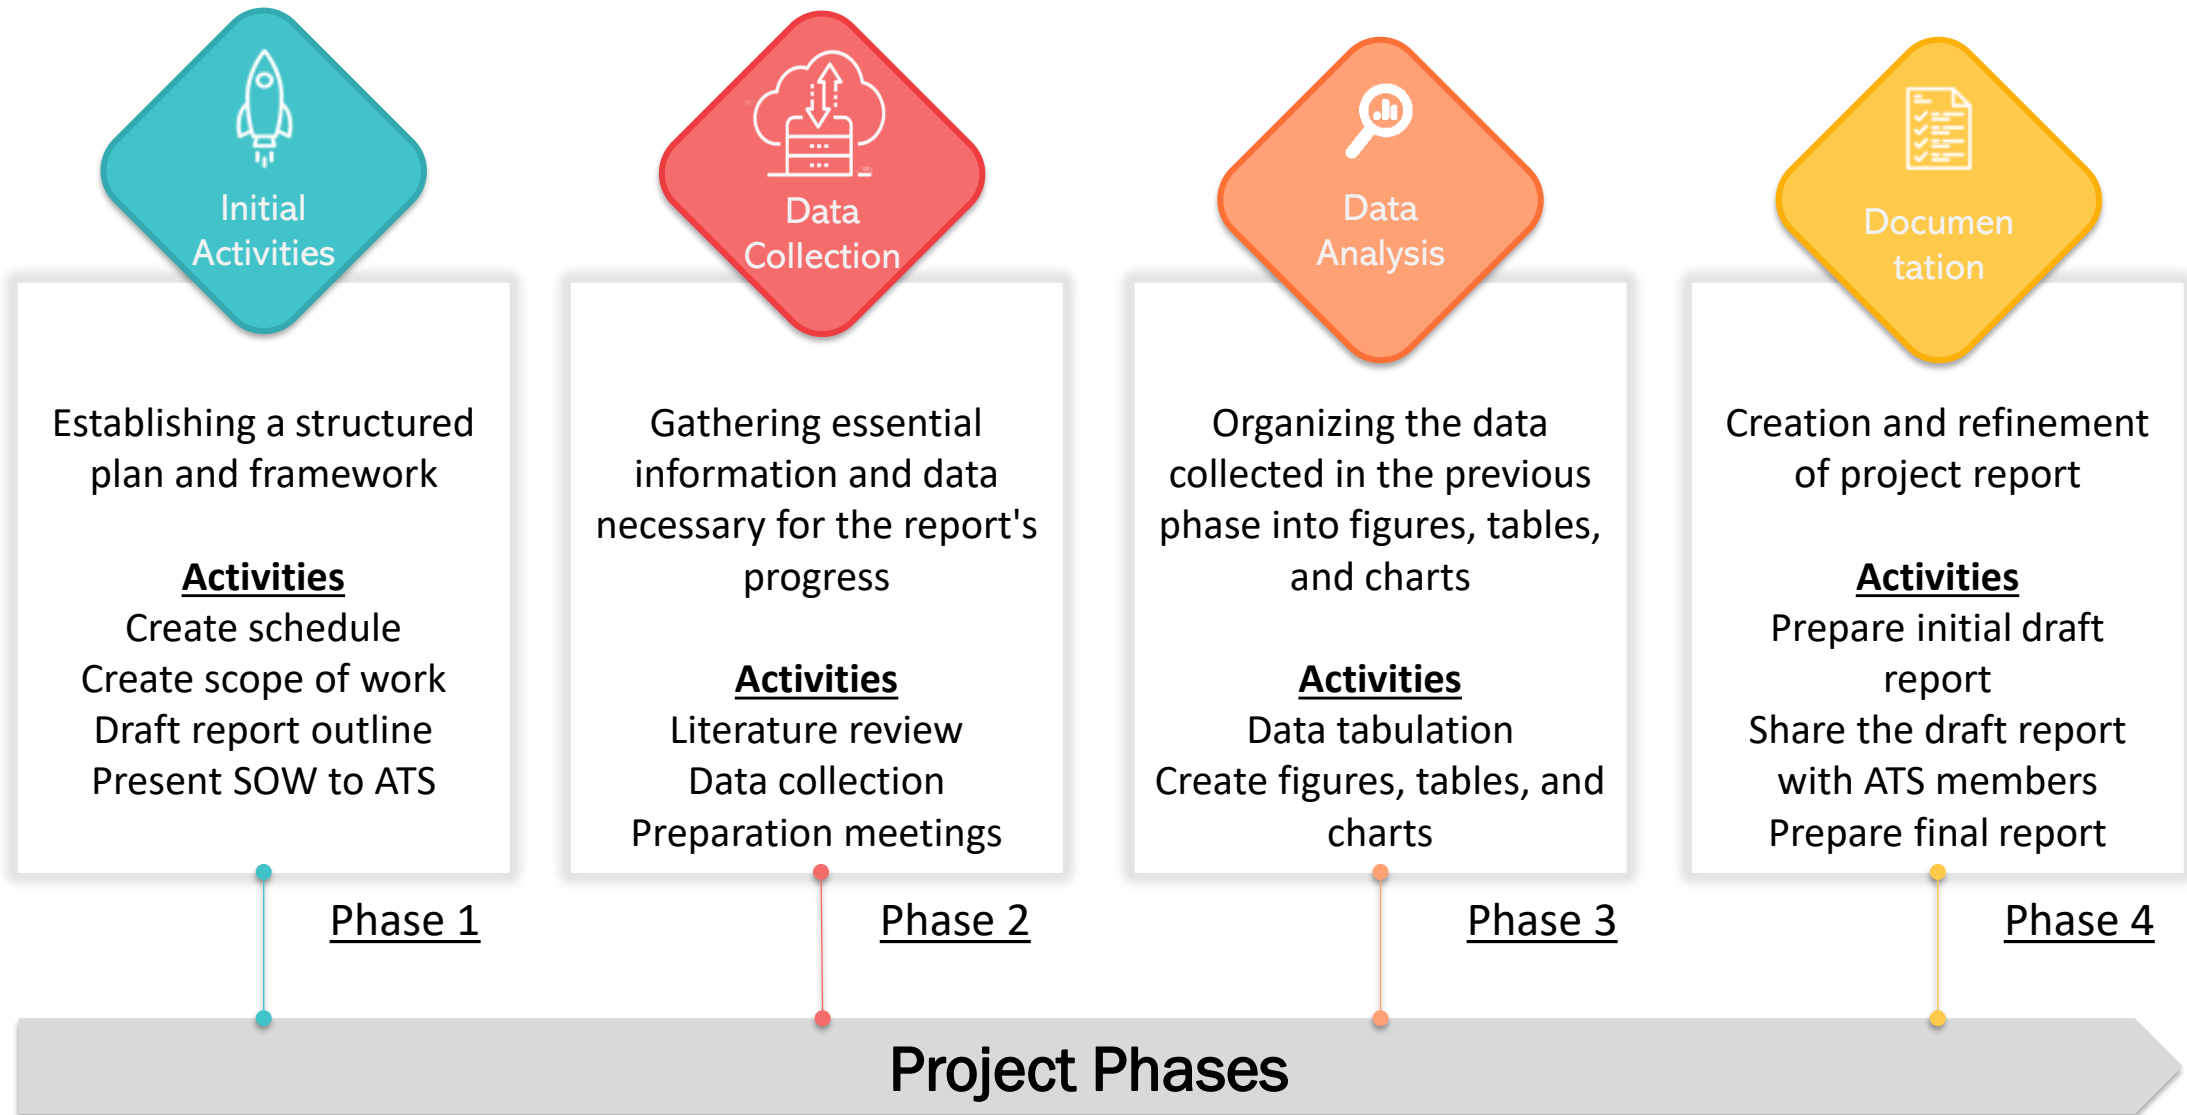 Initial
Activities
Establishing a structured
plan and framework
Activities
Create schedule
Create scope of work
Draft report outline
Present SOW to ATS
Phase 1
Data
Collection
Gathering essential
information and data
necessary for the report's
progress
Activities
Literature review
Data collection
Preparation meetings
Phase 2
Data
Analysis
Organizing the data
collected in the previous
phase into figures, tables,
and charts
Activities
Data tabulation
Create figures, tables, and
charts
Phase 3
Documen
tation
Creation and refinement
of project report
Activities
Prepare initial draft
report
Share the draft report
with ATS members
Prepare final report
Phase 4
Project Phases